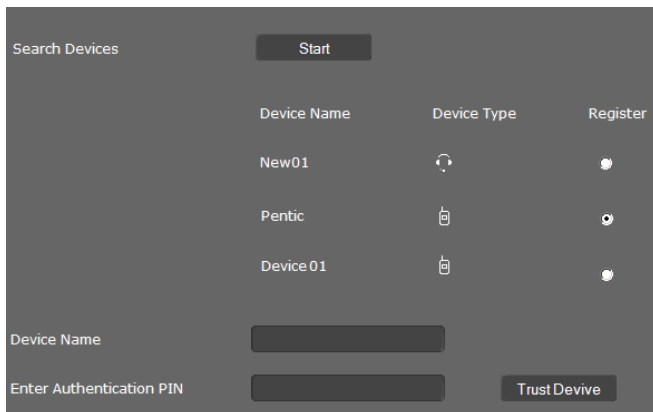 Search Devices Start
Device Name Device Type Register
New01
Pentic
Device 01
Device Name
Enter Authentication PIN Trust Devive